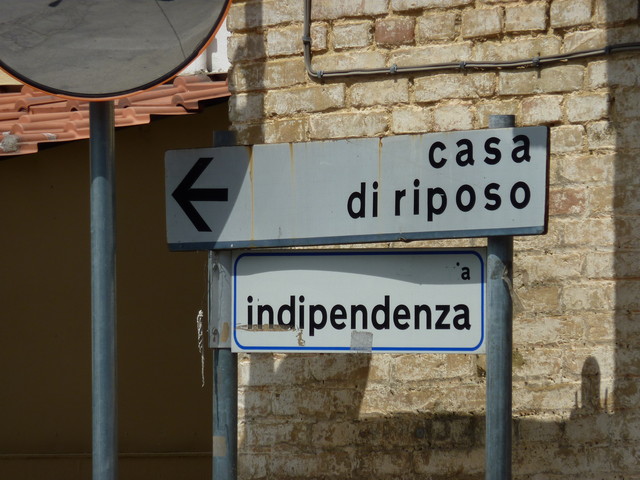 casa
di riposo
indipendenza